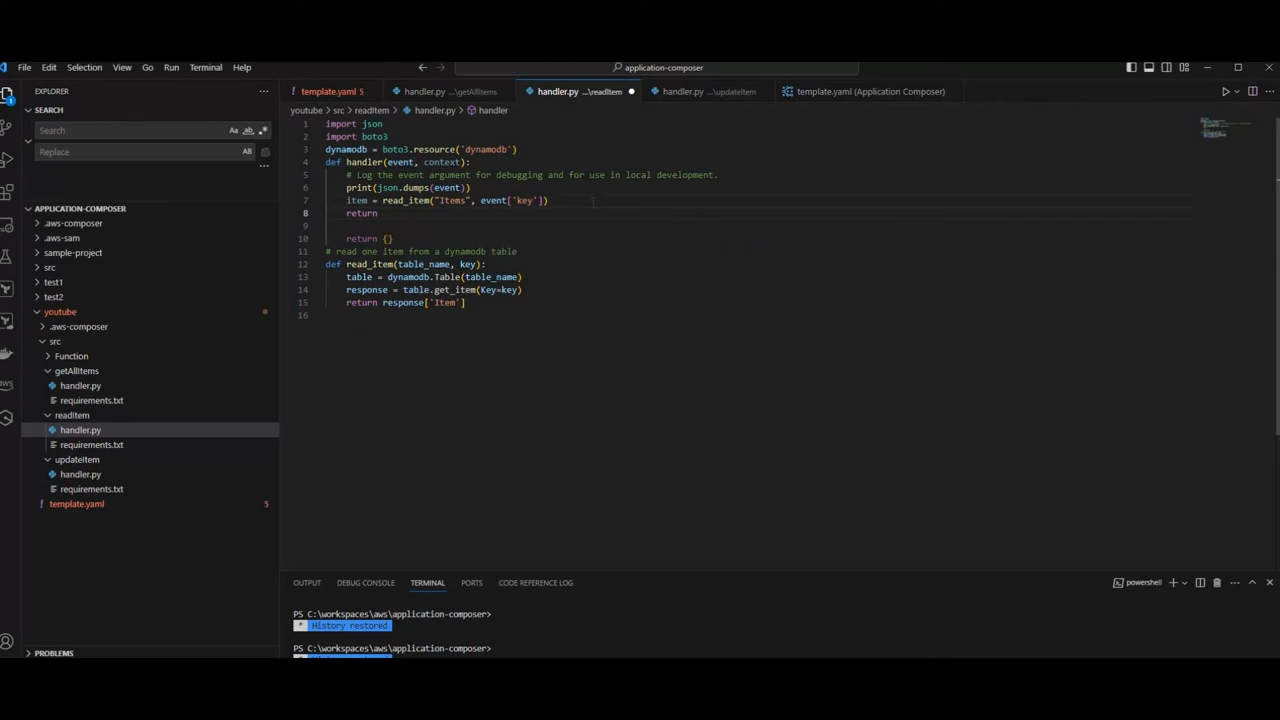 File Edit Selection View Go Run Terminal Help
application-composer
EXPLORER
SEARCH
Search
Aa ab
Replace
AB
APPLICATION-COMPOSER
.aws-composer
.aws-sam
sample-project
src
test1
test2
youtube
.aws-composer
src
Function
getAllItems
handler.py
requirements.txt
readItem
handler.py
requirements.txt
updateItem
handler.py
requirements.txt
template.yaml 5
PROBLEMS
template.yaml 5
handler.py ...\getAllItems
handler.py ...\readItem
handler.py ...\updateItem
template.yaml (Application Composer)
youtube > src > readItem > handler.py > handler
1 import json
2 import boto3
3 dynamodb = boto3.resource('dynamodb')
4 def handler(event, context):
5 # Log the event argument for debugging and for use in local development.
6 print(json.dumps(event))
7 item = read_item("Items", event['key'])
8 return
9
10 return {}
11 # read one item from a dynamodb table
12 def read_item(table_name, key):
13 table = dynamodb.Table(table_name)
14 response = table.get_item(Key=key)
15 return response['Item']
16
OUTPUT DEBUG CONSOLE TERMINAL PORTS CODE REFERENCE LOG
powershell
PS C:\workspaces\aws\application-composer>
* History restored
PS C:\workspaces\aws\application-composer>